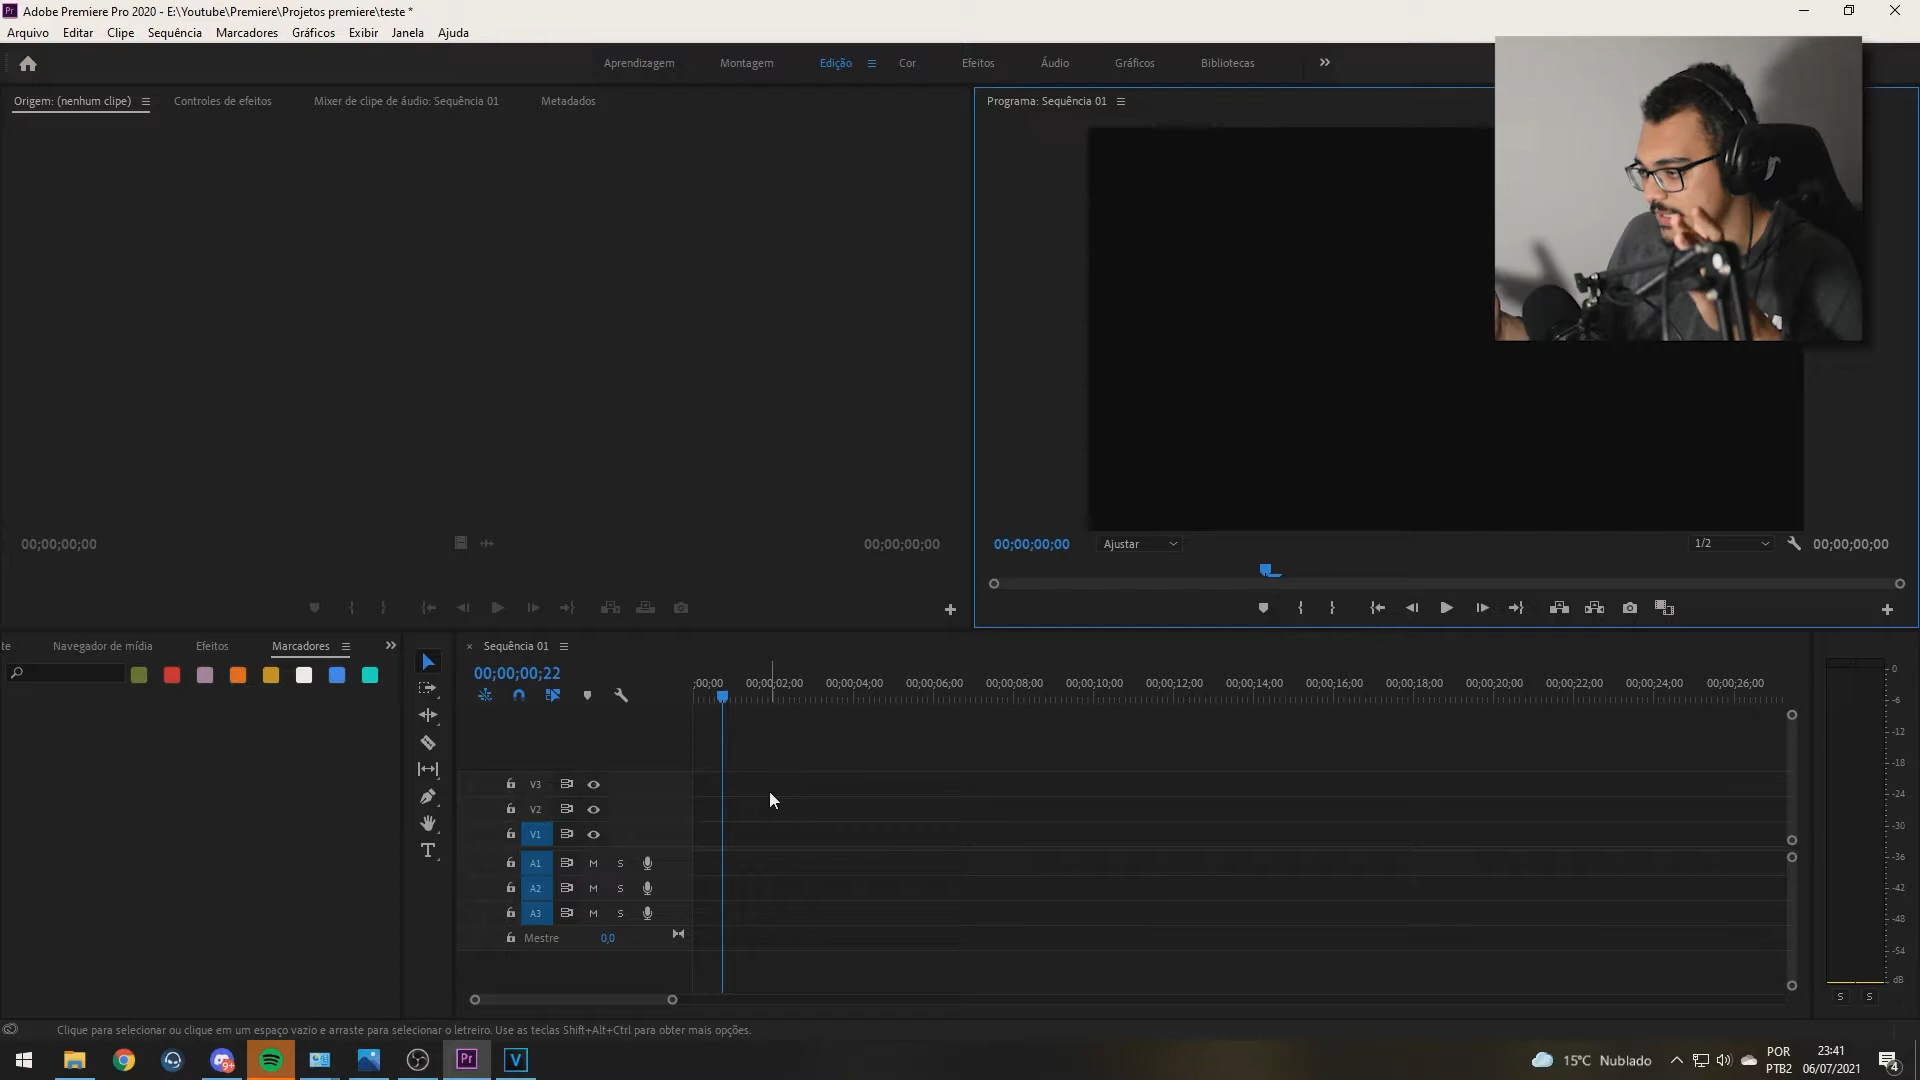 Adobe Premiere Pro 2020 - E:\Youtube\Premiere\Projetos premiere\teste *
Arquivo Editar Clipe Sequência Marcadores Gráficos Exibir Janela Ajuda
Aprendizagem Montagem Edição Cor Efeitos Áudio Gráficos Bibliotecas
Origem: (nenhum clipe) Controles de efeitos Mixer de clipe de áudio: Sequência 01 Metadados
Programa: Sequência 01
00;00;00;00 00;00;00;00
00;00;00;00 Ajustar 1/2 00;00;00;00
te Navegador de mídia Efeitos Marcadores
Sequência 01
00;00;00;22
;00;00 00;00;02;00 00;00;04;00 00;00;06;00 00;00;08;00 00;00;10;00 00;00;12;00 00;00;14;00 00;00;16;00 00;00;18;00 00;00;20;00 00;00;22;00 00;00;24;00 00;00;26;00
V3
V2
V1
A1 M S
A2 M S
A3 M S
Mestre 0,0
0
-6
-12
-18
-24
-30
-36
-42
-48
-54
dB
S S
Clique para selecionar ou clique em um espaço vazio e arraste para selecionar o letreiro. Use as teclas Shift+Alt+Ctrl para obter mais opções.
Pr
V
9+
15°C Nublado
POR
PTB2
23:41
06/07/2021
4